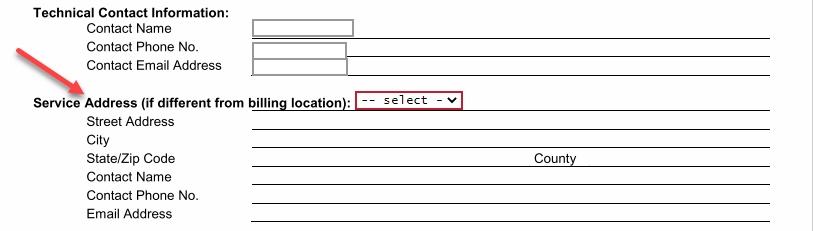 Technical Contact Information:
Contact Name
Contact Phone No.
Contact Email Address
Service Address (if different from billing location): -- select -
Street Address
City
State/Zip Code County
Contact Name
Contact Phone No.
Email Address